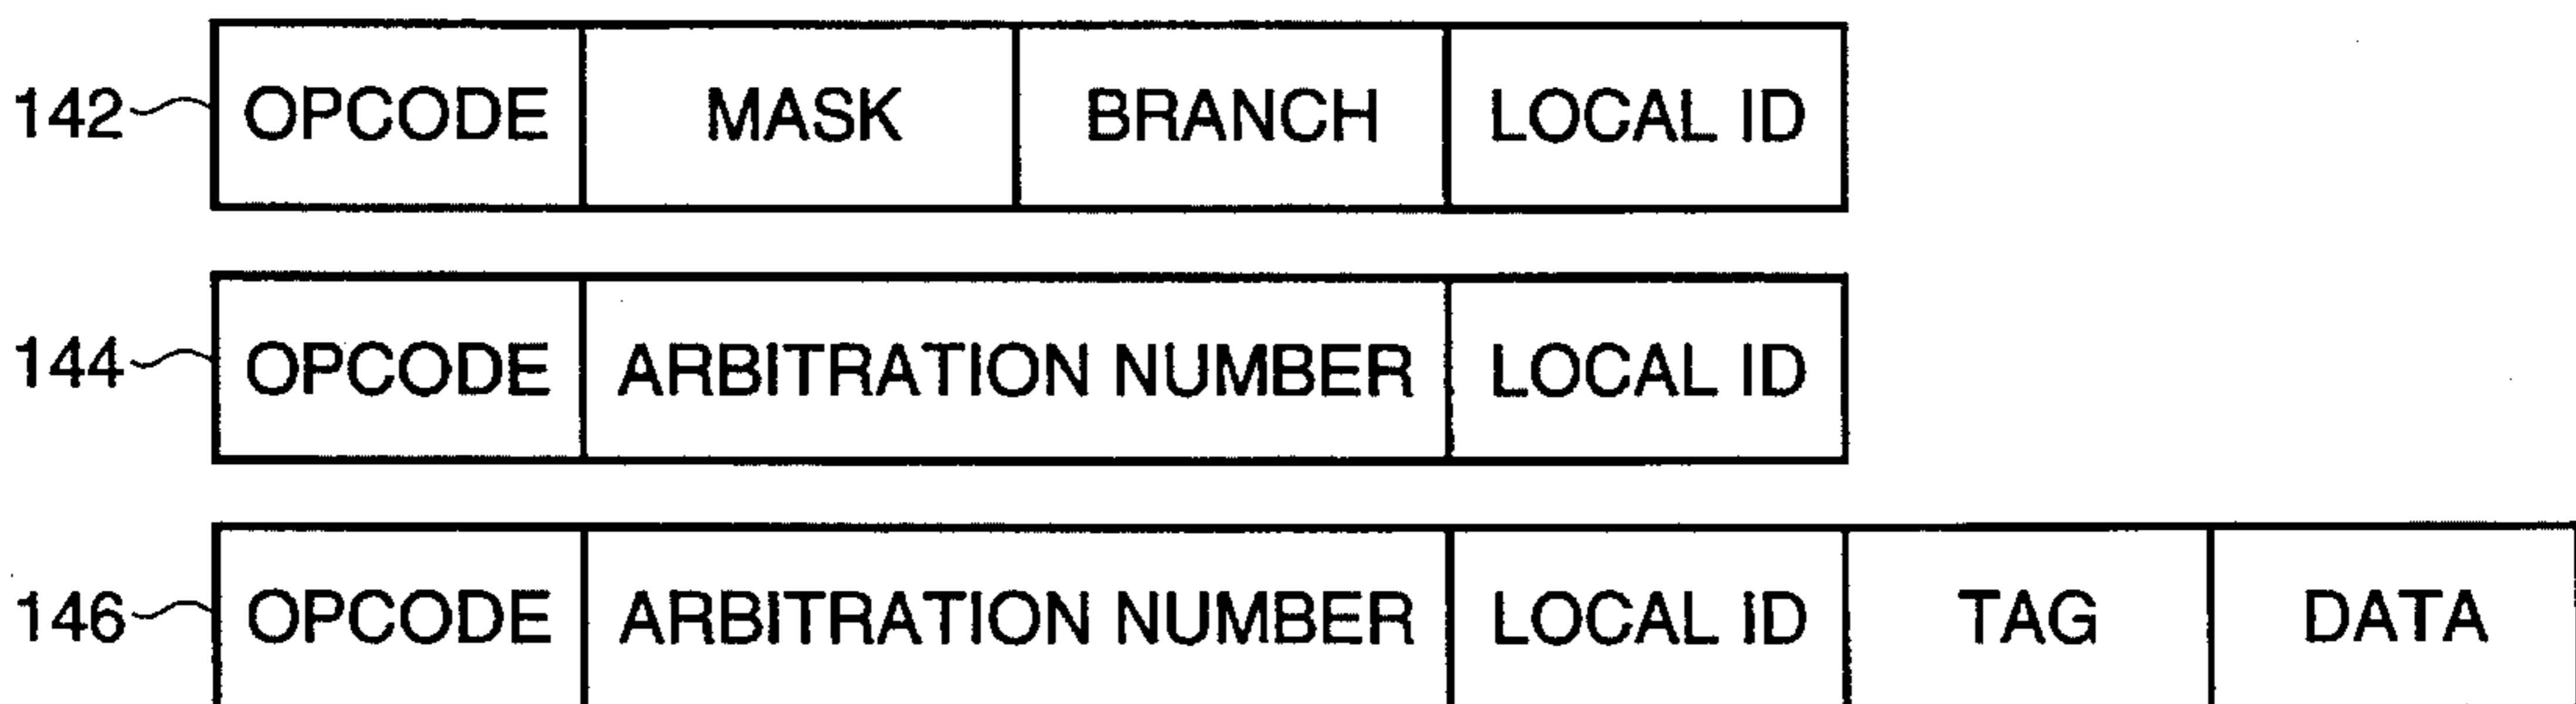 142 OPCODE MASK BRANCH LOCAL ID
144 OPCODE ARBITRATION NUMBER LOCAL ID
146 OPCODE ARBITRATION NUMBER LOCAL ID TAG DATA